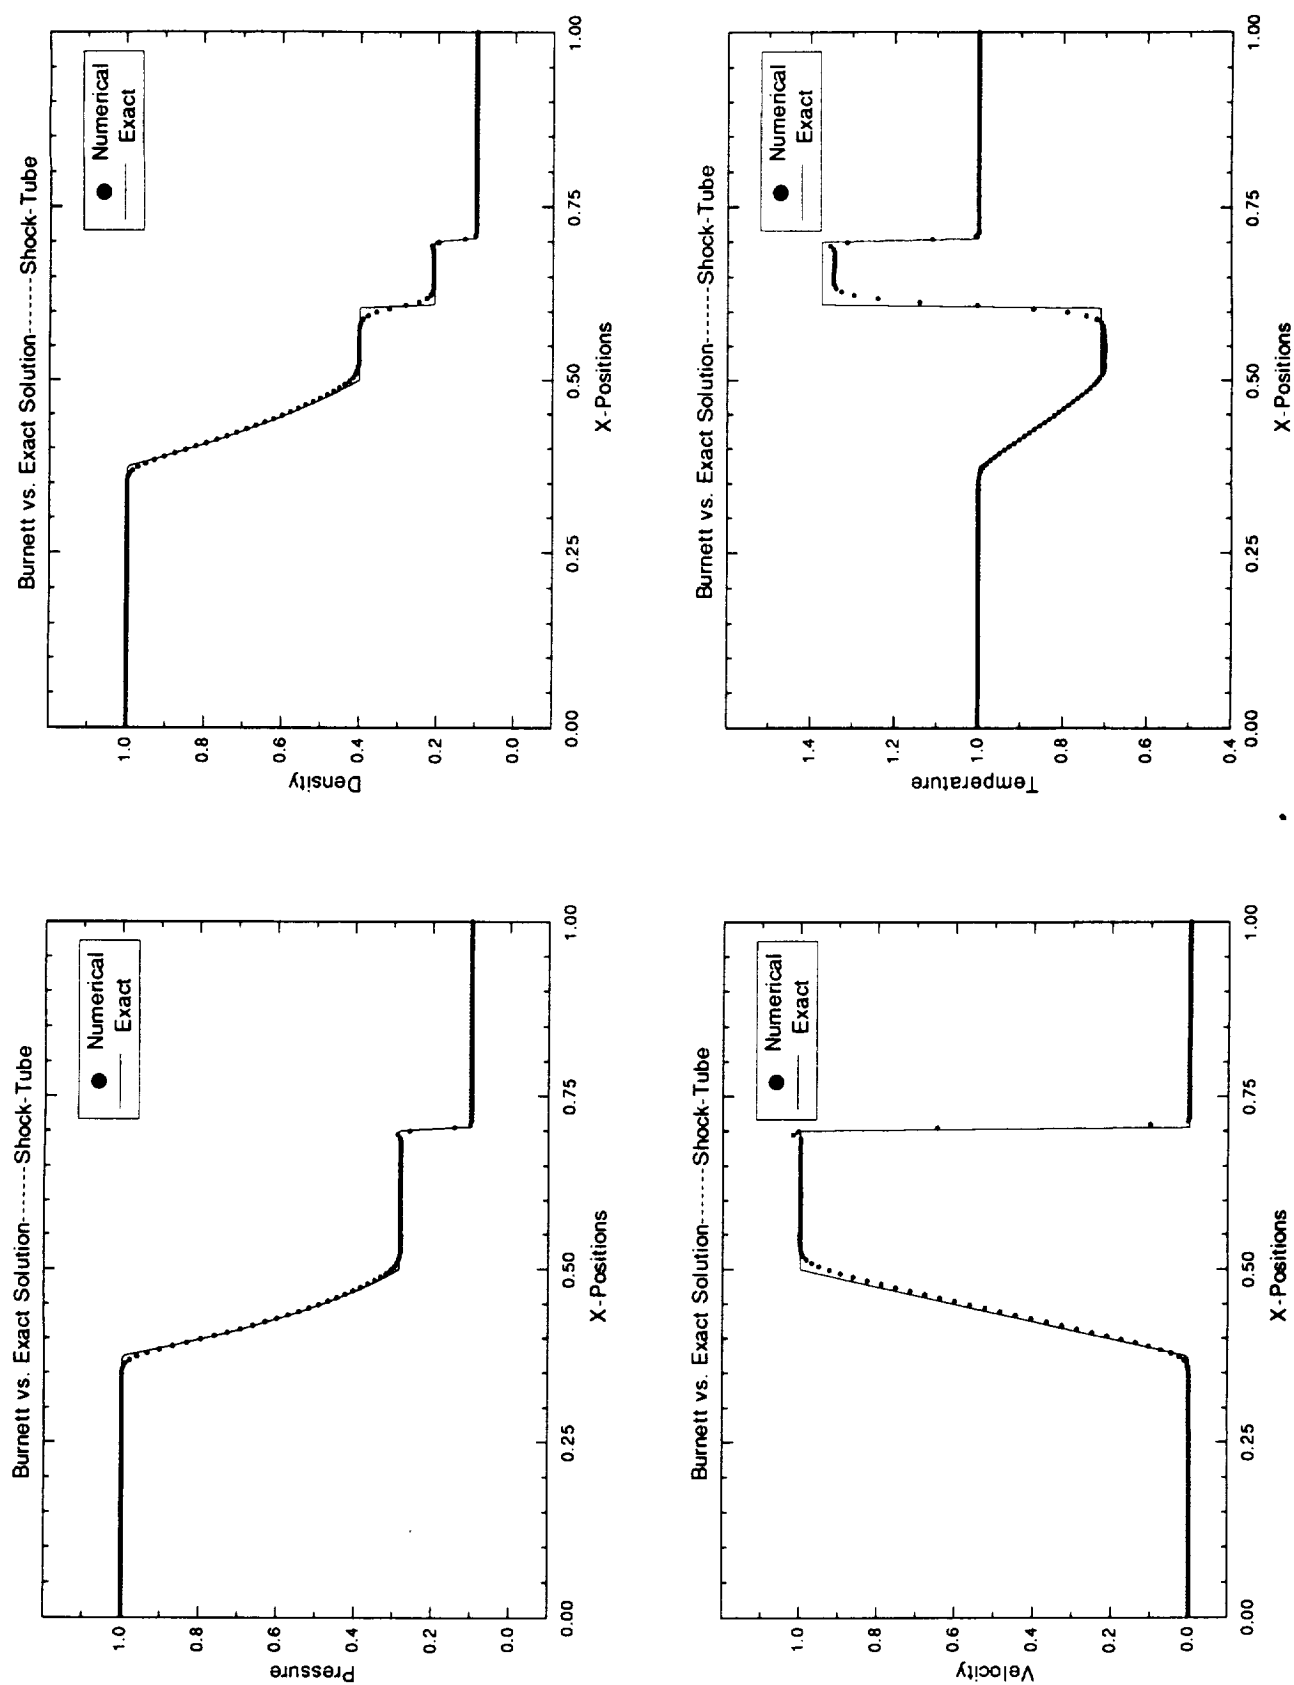 Burnett vs. Exact Solution-------Shock-Tube
Numerical
Exact
Pressure
1.0
0.8
0.6
0.4
0.2
0.0
0.00
0.25
0.50
0.75
1.00
X-Positions
Burnett vs. Exact Solution-------Shock-Tube
Numerical
Exact
Density
1.0
0.8
0.6
0.4
0.2
0.0
0.00
0.25
0.50
0.75
1.00
X-Positions
Burnett vs. Exact Solution-------Shock-Tube
Numerical
Exact
Velocity
1.0
0.8
0.6
0.4
0.2
0.0
0.00
0.25
0.50
0.75
1.00
X-Positions
Burnett vs. Exact Solution-------Shock-Tube
Numerical
Exact
Temperature
1.4
1.2
1.0
0.8
0.6
0.4
0.00
0.25
0.50
0.75
1.00
X-Positions